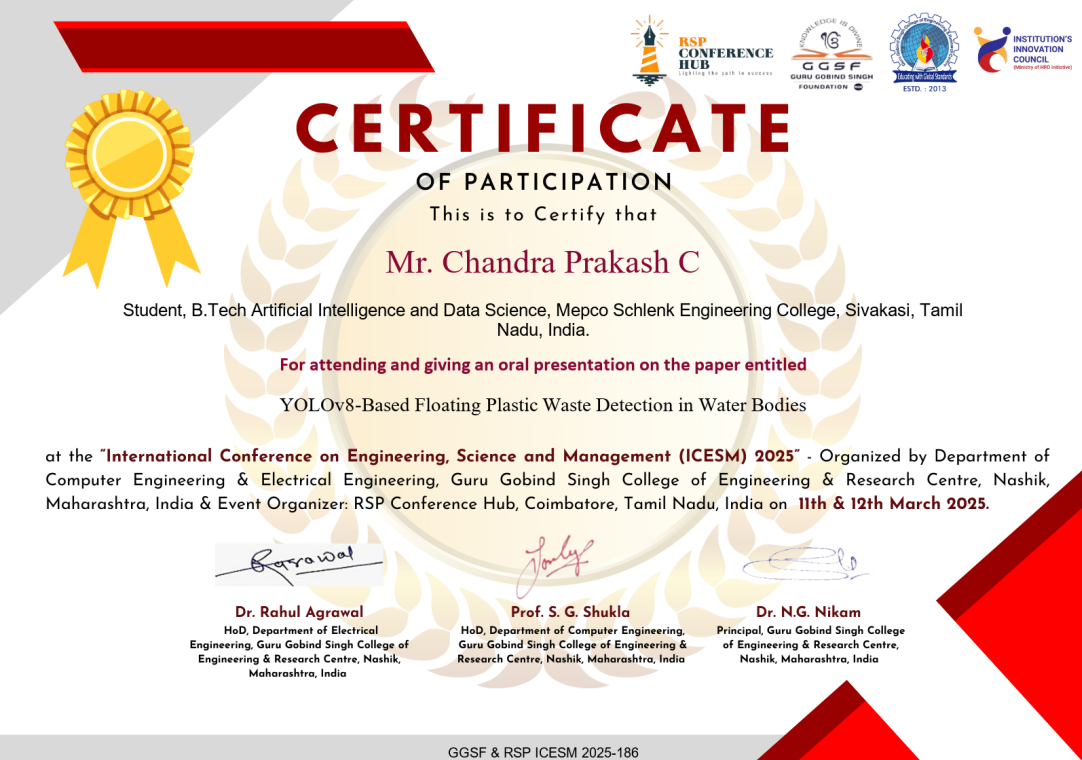 RSP
CONFERENCE
HUB
Lighting the path to success
KNOWLEDGE IS DIVINE
GGSF
GURU GOBIND SINGH
FOUNDATION
Educating with Global Standards
ESTD. : 2013
INSTITUTION'S
INNOVATION
COUNCIL
(Ministry of HRD Initiative)
CERTIFICATE
OF PARTICIPATION
This is to Certify that
Mr. Chandra Prakash C
Student, B.Tech Artificial Intelligence and Data Science, Mepco Schlenk Engineering College, Sivakasi, Tamil
Nadu, India.
For attending and giving an oral presentation on the paper entitled
YOLOv8-Based Floating Plastic Waste Detection in Water Bodies
at the "International Conference on Engineering, Science and Management (ICESM) 2025" - Organized by Department of
Computer Engineering & Electrical Engineering, Guru Gobind Singh College of Engineering & Research Centre, Nashik,
Maharashtra, India & Event Organizer: RSP Conference Hub, Coimbatore, Tamil Nadu, India on 11th & 12th March 2025.
Dr. Rahul Agrawal
HoD, Department of Electrical
Engineering, Guru Gobind Singh College of
Engineering & Research Centre, Nashik,
Maharashtra, India
Prof. S. G. Shukla
HoD, Department of Computer Engineering,
Guru Gobind Singh College of Engineering &
Research Centre, Nashik, Maharashtra, India
Dr. N.G. Nikam
Principal, Guru Gobind Singh College
of Engineering & Research Centre,
Nashik, Maharashtra, India
GGSF & RSP ICESM 2025-186